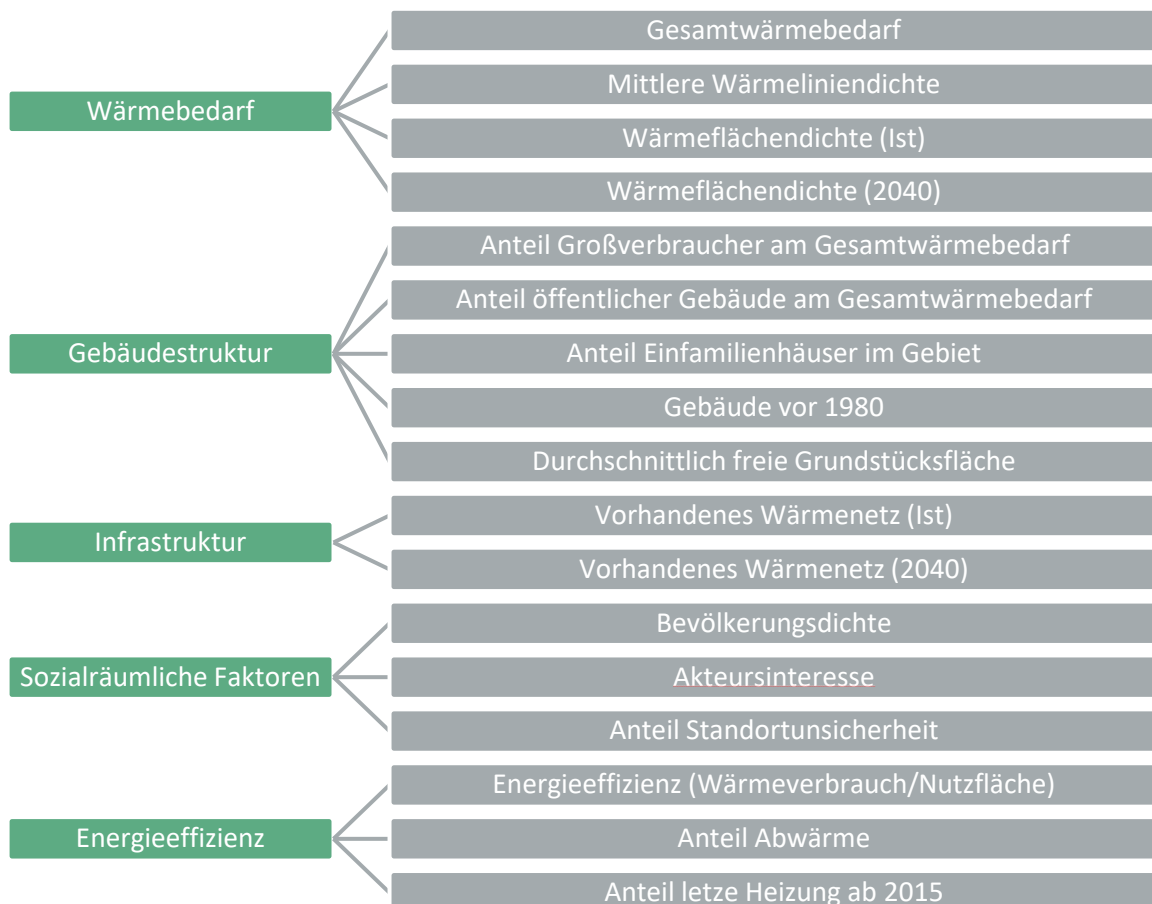 Wärmebedarf
Gesamtwärmebedarf
Mittlere Wärmeliniendichte
Wärmeflächendichte (Ist)
Wärmeflächendichte (2040)
Gebäudestruktur
Anteil Großverbraucher am Gesamtwärmebedarf
Anteil öffentlicher Gebäude am Gesamtwärmebedarf
Anteil Einfamilienhäuser im Gebiet
Gebäude vor 1980
Durchschnittlich freie Grundstücksfläche
Infrastruktur
Vorhandenes Wärmenetz (Ist)
Vorhandenes Wärmenetz (2040)
Sozialräumliche Faktoren
Bevölkerungsdichte
Akteursinteresse
Anteil Standortunsicherheit
Energieeffizienz
Energieeffizienz (Wärmeverbrauch/Nutzfläche)
Anteil Abwärme
Anteil letze Heizung ab 2015